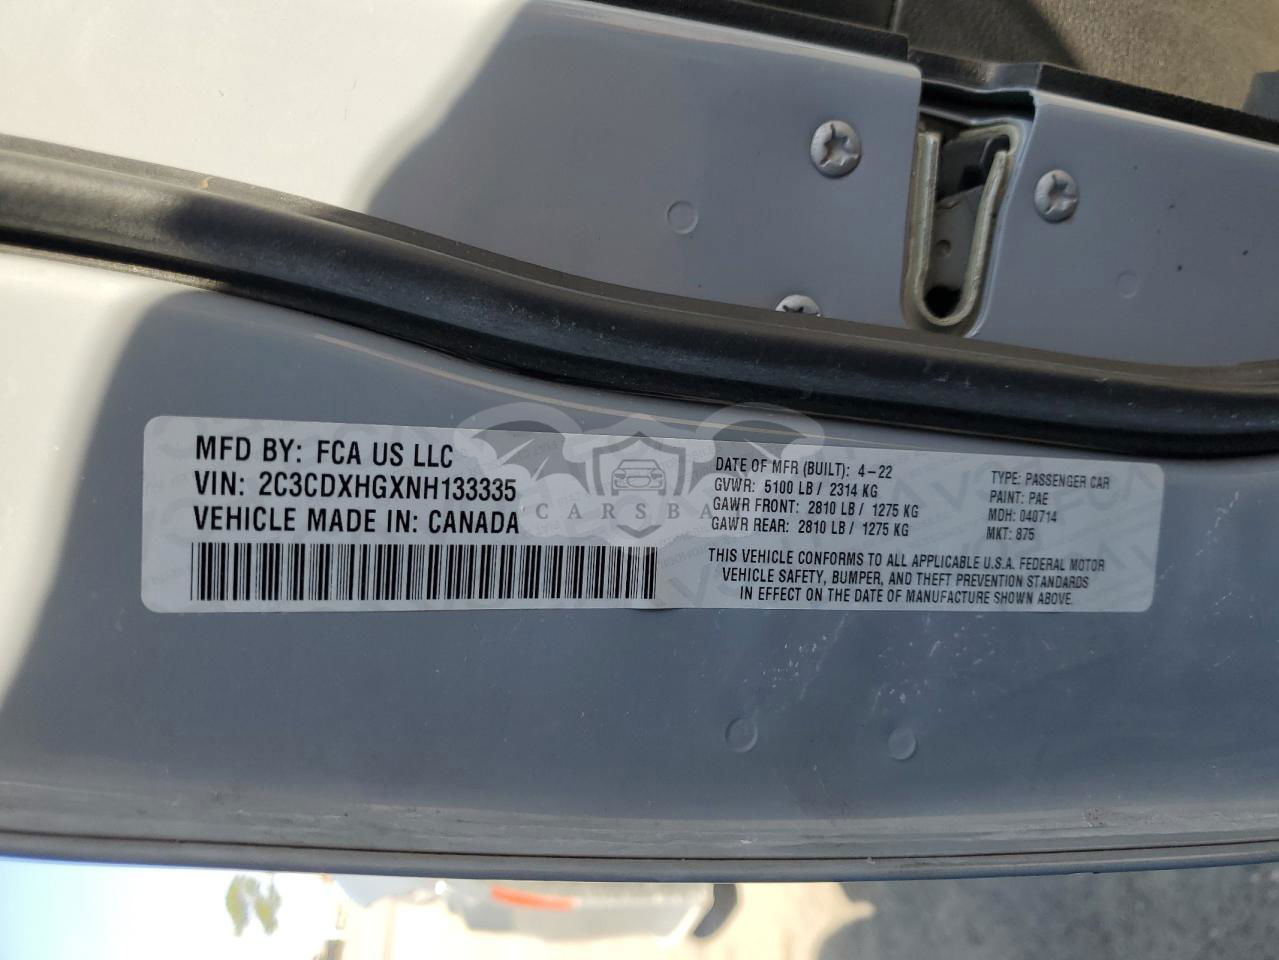 MFD BY: FCA US LLC
VIN: 2C3CDXHGXNH133335
VEHICLE MADE IN: CANADA
DATE OF MFR (BUILT): 4-22
GVWR: 5100 LB / 2314 KG
GAWR FRONT: 2810 LB / 1275 KG
GAWR REAR: 2810 LB / 1275 KG
TYPE: PASSENGER CAR
PAINT: PAE
MDH: 040714
MKT: 875
THIS VEHICLE CONFORMS TO ALL APPLICABLE U.S.A. FEDERAL MOTOR
VEHICLE SAFETY, BUMPER, AND THEFT PREVENTION STANDARDS
IN EFFECT ON THE DATE OF MANUFACTURE SHOWN ABOVE.